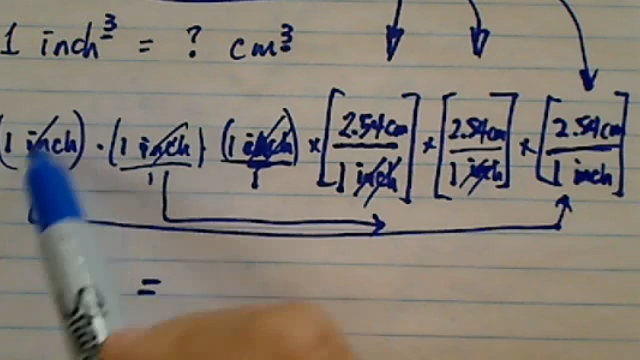 1 inch³ = ? cm³
(1 inch) · (1 inch)/1 (1 inch)/1 × [2.54 cm / 1 inch] × [2.54 cm / 1 inch] × [2.54 cm / 1 inch]
=